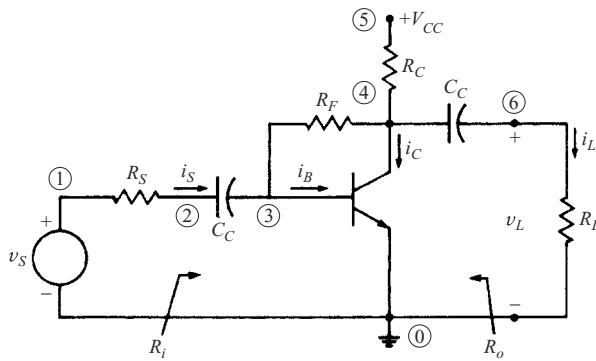 ⑤ +V_CC
R_C
④ C_C ⑥
R_F
+
i_C i_L
① R_S i_S i_B
② C_C ③
+
v_S v_L R_L
− −
R_i ⓪ R_o